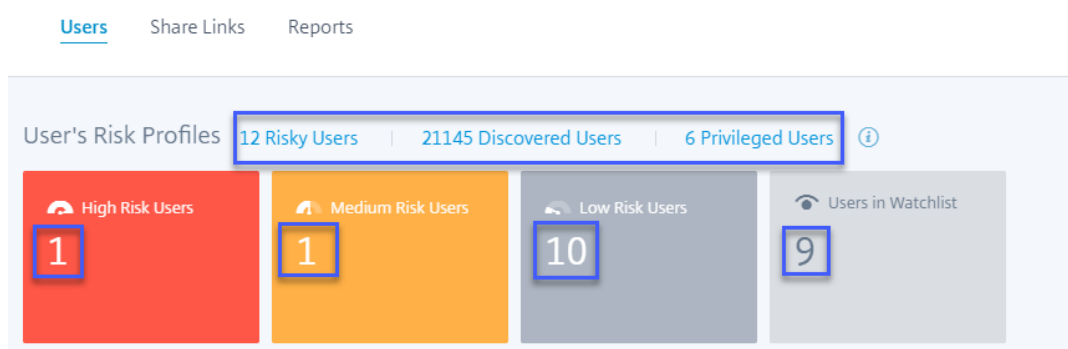 Users Share Links Reports
User's Risk Profiles 12 Risky Users 21145 Discovered Users 6 Privileged Users i
High Risk Users Medium Risk Users Low Risk Users Users in Watchlist
1 1 10 9